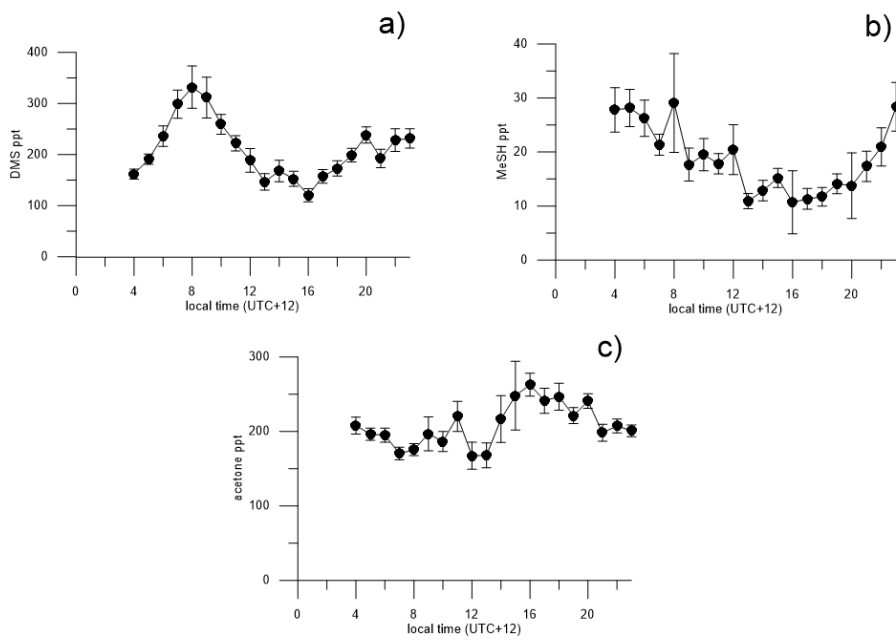 a)
400
300
200
100
0
DMS ppt
0 4 8 12 16 20
local time (UTC+12)
b)
40
30
20
10
0
MeSH ppt
0 4 8 12 16 20
local time (UTC+12)
c)
300
200
100
0
acetone ppt
0 4 8 12 16 20
local time (UTC+12)